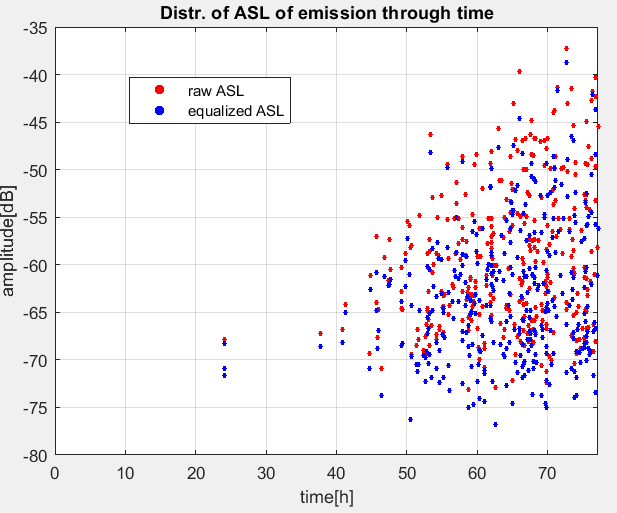 Distr. of ASL of emission through time
-35
-40
-45
-50
-55
-60
-65
-70
-75
-80
amplitude[dB]
raw ASL
equalized ASL
0 10 20 30 40 50 60 70
time[h]